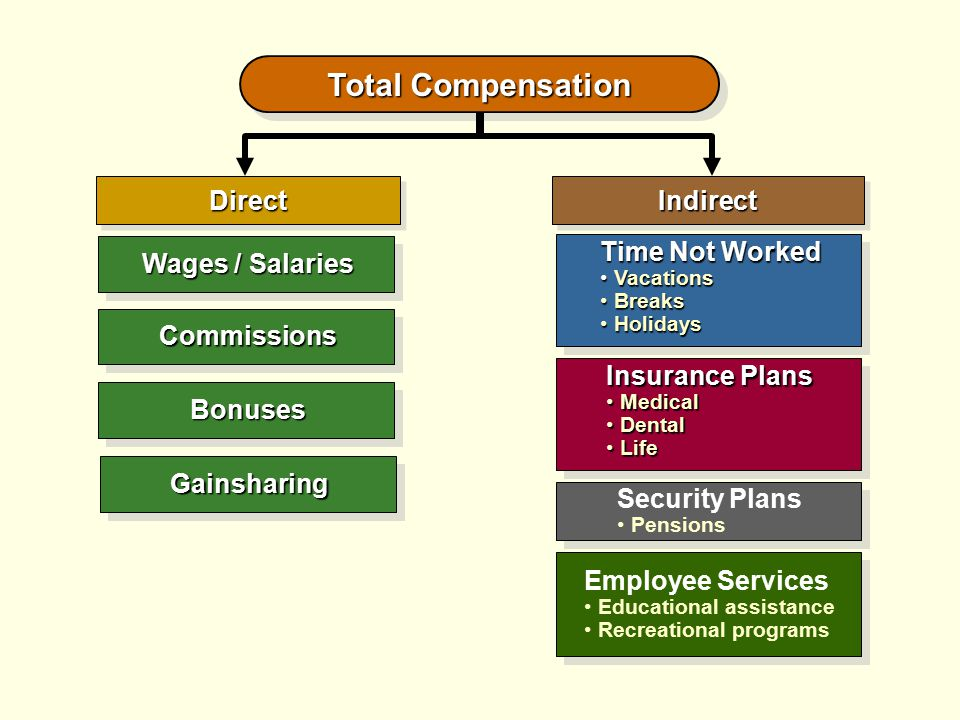 Total Compensation
Direct
Wages / Salaries
Commissions
Bonuses
Gainsharing
Indirect
Time Not Worked
• Vacations
• Breaks
• Holidays
Insurance Plans
• Medical
• Dental
• Life
Security Plans
• Pensions
Employee Services
• Educational assistance
• Recreational programs